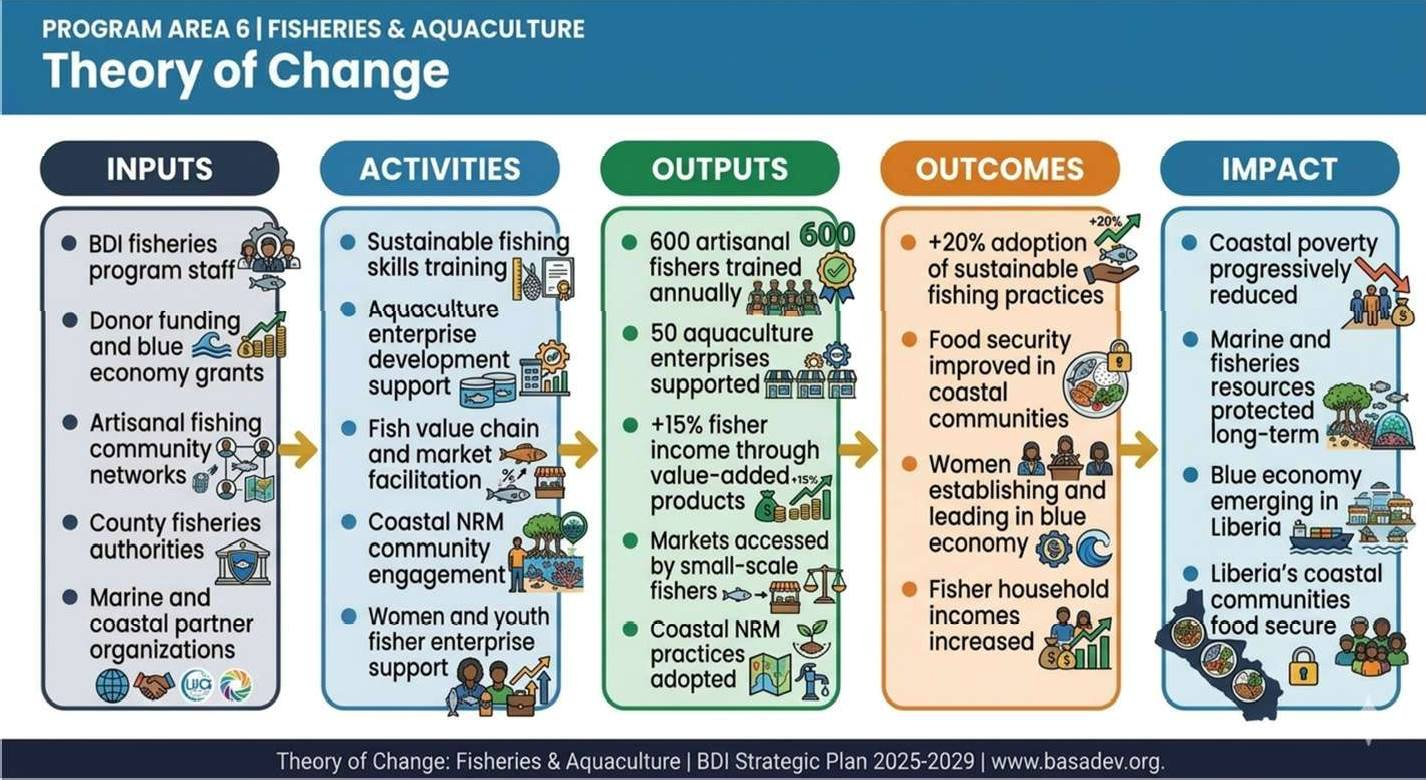 PROGRAM AREA 6 | FISHERIES & AQUACULTURE
Theory of Change
INPUTS
BDI fisheries
program staff
Donor funding
and blue
economy grants
Artisanal fishing
community
networks
County fisheries
authorities
Marine and
coastal partner
organizations
ACTIVITIES
Sustainable fishing
skills training
Aquaculture
enterprise
development
support
Fish value chain
and market
facilitation
%
Coastal NRM
community
engagement
Women and youth
fisher enterprise
support
OUTPUTS
600 artisanal
fishers trained
annually
600
50 aquaculture
enterprises
supported
+15% fisher
income through
value-added
products
+15%
Markets accessed
by small-scale
fishers
Coastal NRM
practices
adopted
OUTCOMES
+20%
+20% adoption
of sustainable
fishing practices
Food security
improved in
coastal
communities
Women
establishing and
leading in blue
economy
Fisher household
incomes
increased
IMPACT
Coastal poverty
progressively
reduced
Marine and
fisheries
resources
protected
long-term
Blue economy
emerging in
Liberia
Liberia's coastal
communities
food secure
Theory of Change: Fisheries & Aquaculture | BDI Strategic Plan 2025-2029 | www.basadev.org.